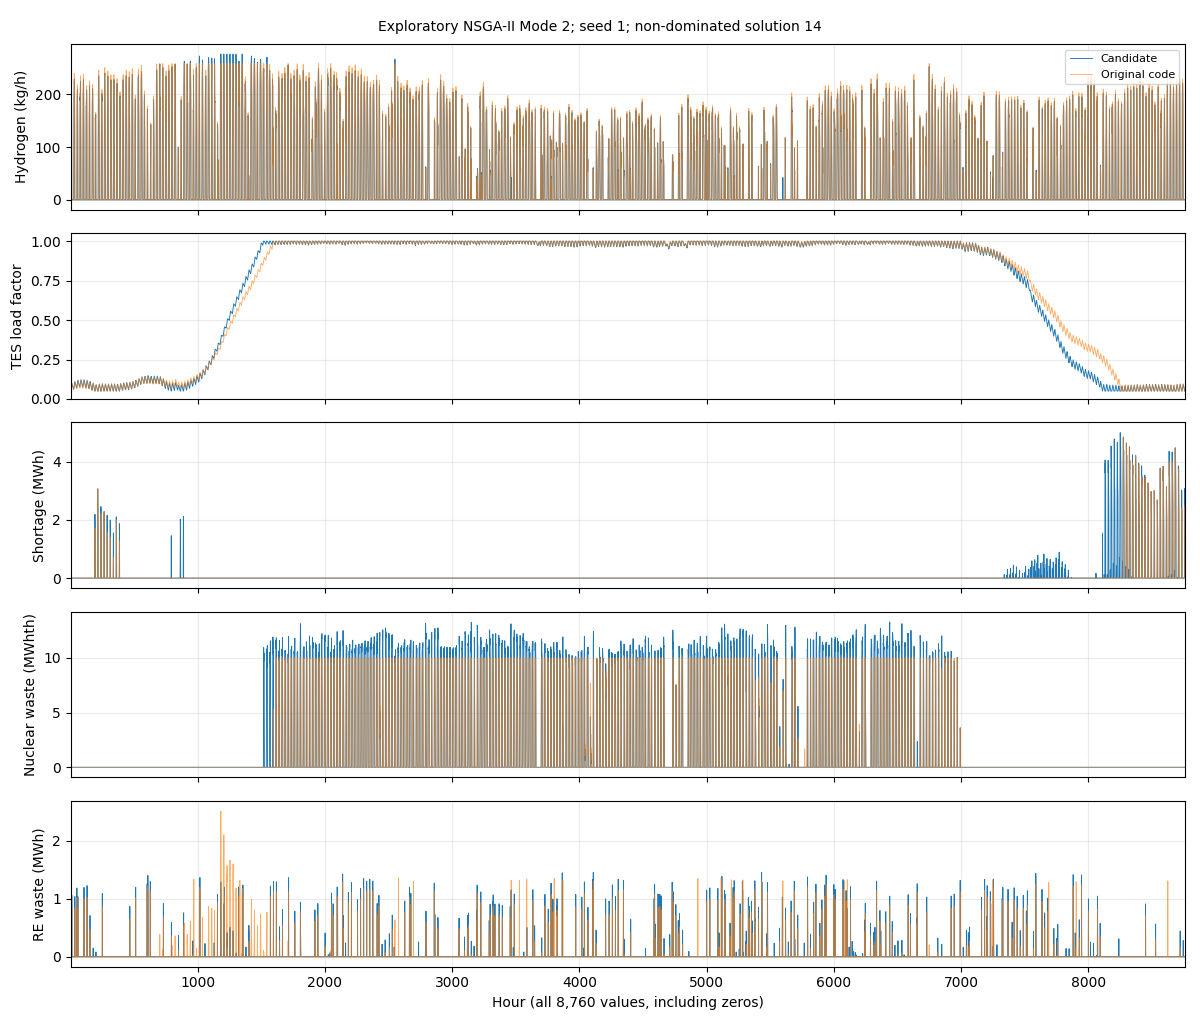 Exploratory NSGA-II Mode 2; seed 1; non-dominated solution 14
Hydrogen (kg/h)
200
100
0
Candidate
Original code
TES load factor
1.00
0.75
0.50
0.25
0.00
Shortage (MWh)
4
2
0
Nuclear waste (MWhth)
10
5
0
RE waste (MWh)
2
1
0
1000 2000 3000 4000 5000 6000 7000 8000
Hour (all 8,760 values, including zeros)